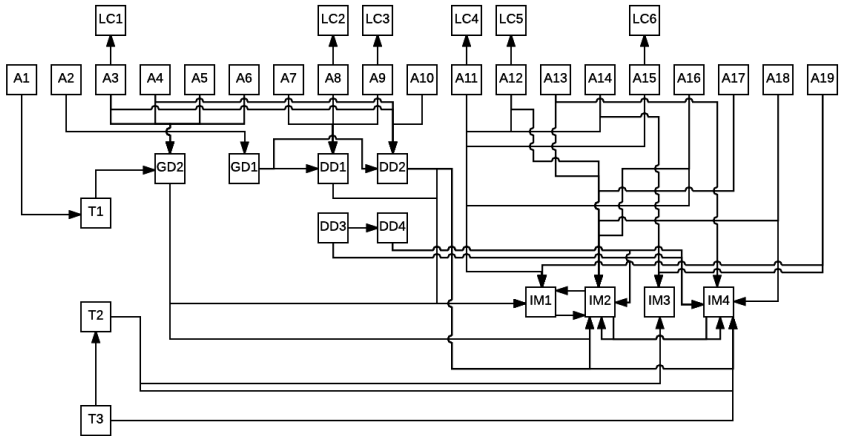 LC1 LC2 LC3 LC4 LC5 LC6
A1 A2 A3 A4 A5 A6 A7 A8 A9 A10 A11 A12 A13 A14 A15 A16 A17 A18 A19
GD2 GD1 DD1 DD2
T1
DD3 DD4
IM1 IM2 IM3 IM4
T2
T3